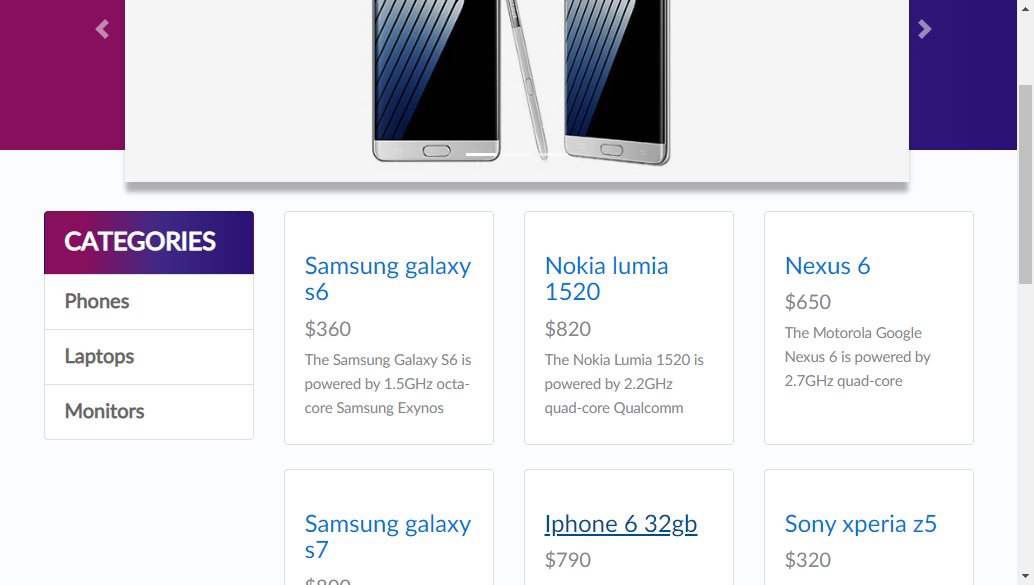 CATEGORIES
Phones
Laptops
Monitors
Samsung galaxy
s6
$360
The Samsung Galaxy S6 is
powered by 1.5GHz octa-
core Samsung Exynos
Nokia lumia
1520
$820
The Nokia Lumia 1520 is
powered by 2.2GHz
quad-core Qualcomm
Nexus 6
$650
The Motorola Google
Nexus 6 is powered by
2.7GHz quad-core
Samsung galaxy
s7
$800
Iphone 6 32gb
$790
Sony xperia z5
$320